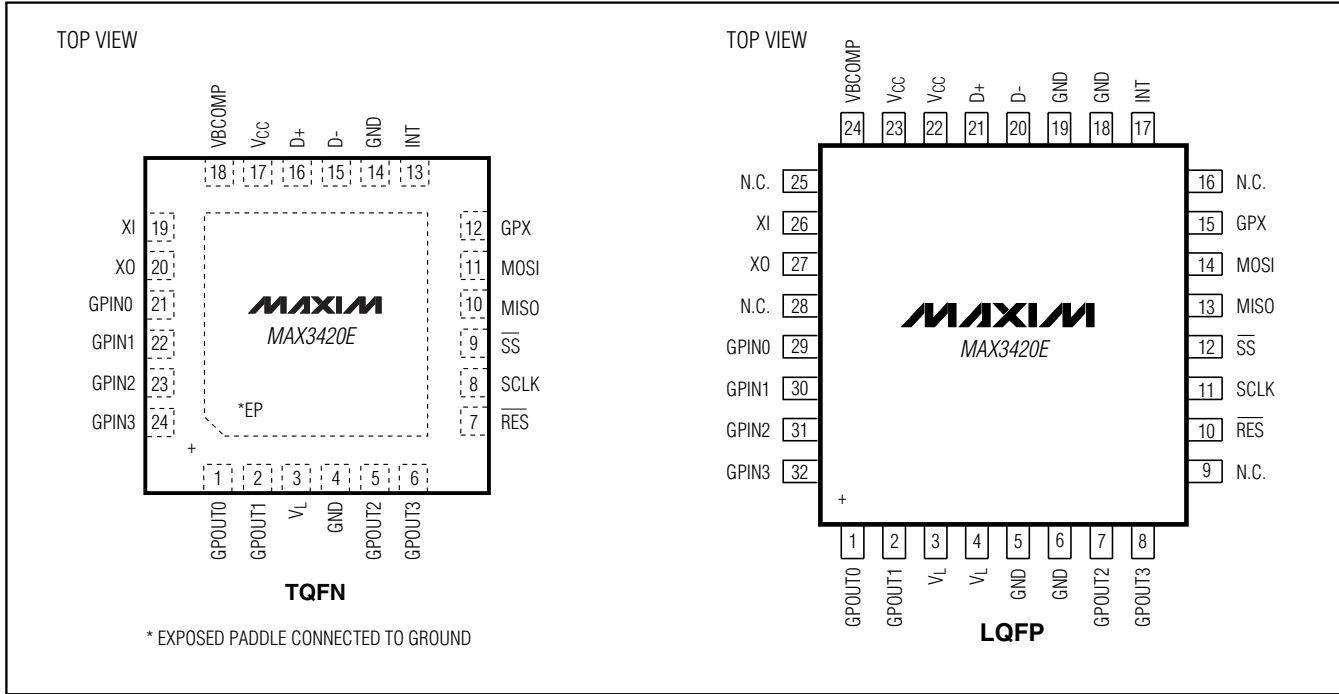 TOP VIEW
VBCOMP
VCC
D+
D-
GND
INT
18 17 16 15 14 13
XI 19
XO 20
GPIN0 21
GPIN1 22
GPIN2 23
GPIN3 24
12 GPX
11 MOSI
10 MISO
9 SS
8 SCLK
7 RES
MAXIM
MAX3420E
*EP
+
1 2 3 4 5 6
GPOUT0
GPOUT1
VL
GND
GPOUT2
GPOUT3
TQFN
* EXPOSED PADDLE CONNECTED TO GROUND
TOP VIEW
VBCOMP
VCC
VCC
D+
D-
GND
GND
INT
24 23 22 21 20 19 18 17
N.C. 25
XI 26
XO 27
N.C. 28
GPIN0 29
GPIN1 30
GPIN2 31
GPIN3 32
16 N.C.
15 GPX
14 MOSI
13 MISO
12 SS
11 SCLK
10 RES
9 N.C.
MAXIM
MAX3420E
+
1 2 3 4 5 6 7 8
GPOUT0
GPOUT1
VL
VL
GND
GND
GPOUT2
GPOUT3
LQFP